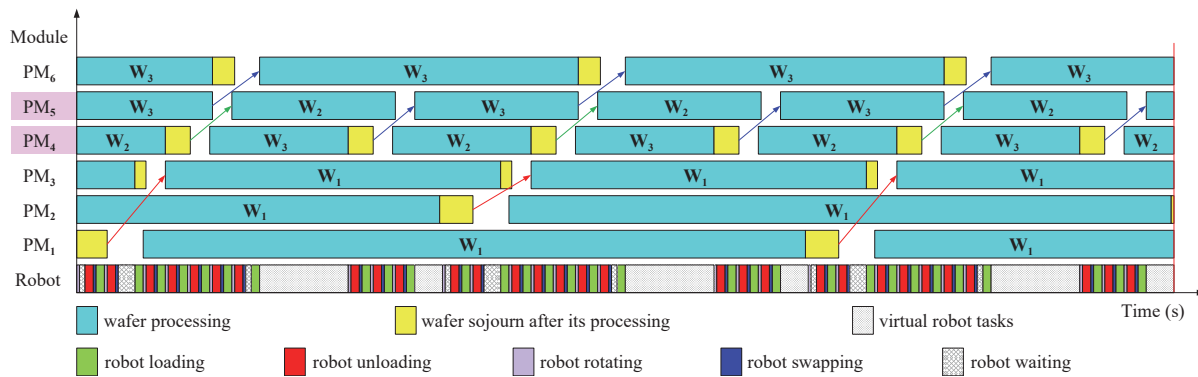 Module
PM₆ W₃ W₃ W₃ W₃
PM₅ W₃ W₂ W₃ W₂ W₃ W₂
PM₄ W₂ W₃ W₂ W₃ W₂ W₃ W₂
PM₃ W₁ W₁ W₁
PM₂ W₁ W₁
PM₁ W₁ W₁
Robot
Time (s)
wafer processing wafer sojourn after its processing virtual robot tasks
robot loading robot unloading robot rotating robot swapping robot waiting